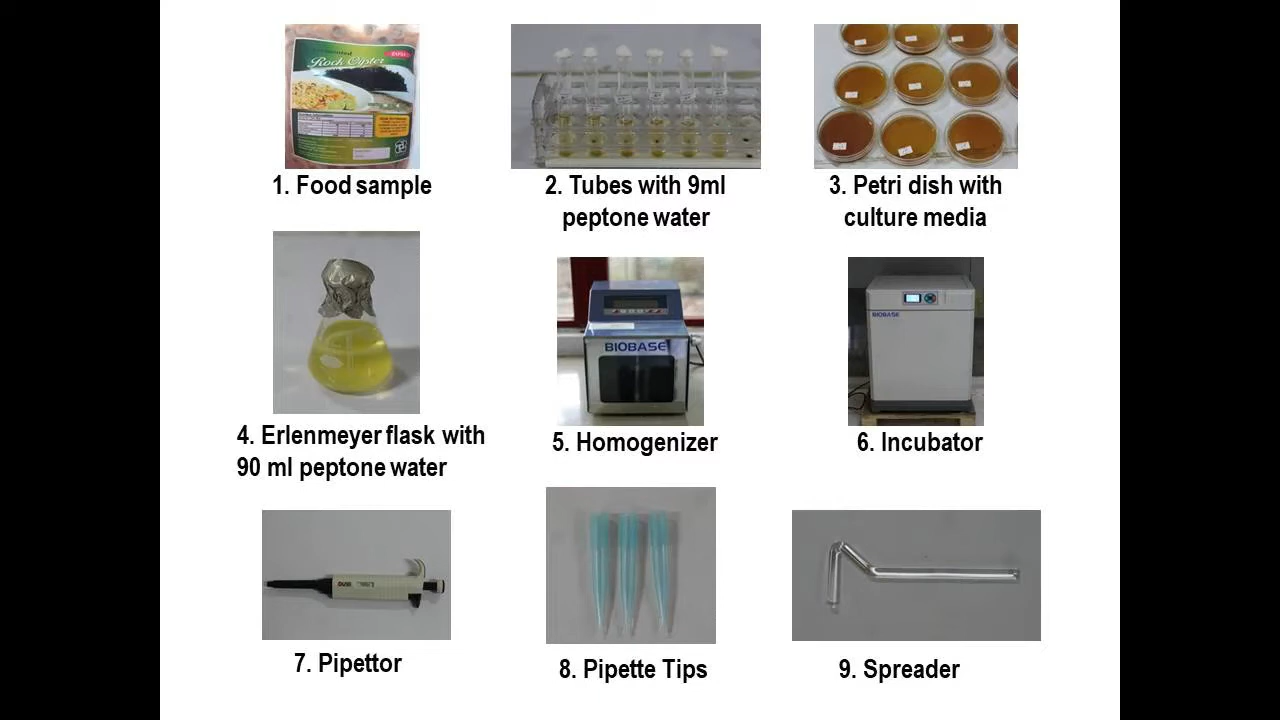 Rock Oyster
1. Food sample
2. Tubes with 9ml
peptone water
3. Petri dish with
culture media
4. Erlenmeyer flask with
90 ml peptone water
BIOBASE
5. Homogenizer
BIOBASE
6. Incubator
7. Pipettor
8. Pipette Tips
9. Spreader